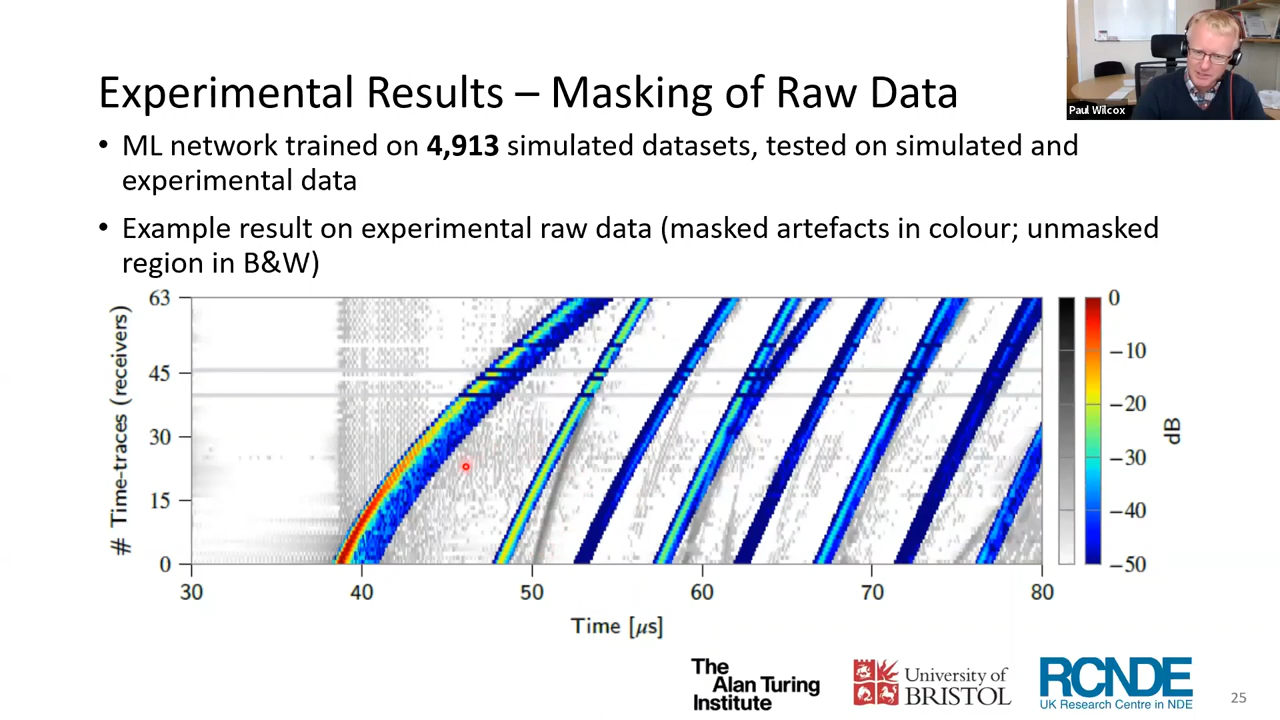 Paul Wilcox
Experimental Results – Masking of Raw Data
• ML network trained on 4,913 simulated datasets, tested on simulated and
experimental data
• Example result on experimental raw data (masked artefacts in colour; unmasked
region in B&W)
# Time-traces (receivers)
63
45
30
15
0
30
40
50
60
70
80
Time [μs]
0
−10
−20
−30
−40
−50
dB
The
Alan Turing
Institute
University of
BRISTOL
RCNDE
UK Research Centre in NDE
25